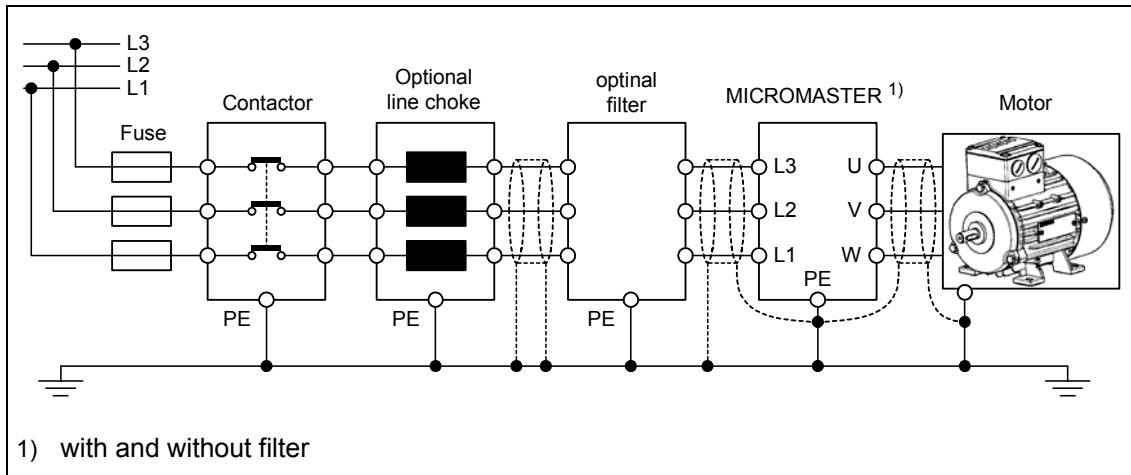 L3
L2
L1
Fuse
Contactor
Optional
line choke
optinal
filter
MICROMASTER 1)
Motor
L3
U
L2
V
L1
W
PE
PE
PE
PE
1) with and without filter